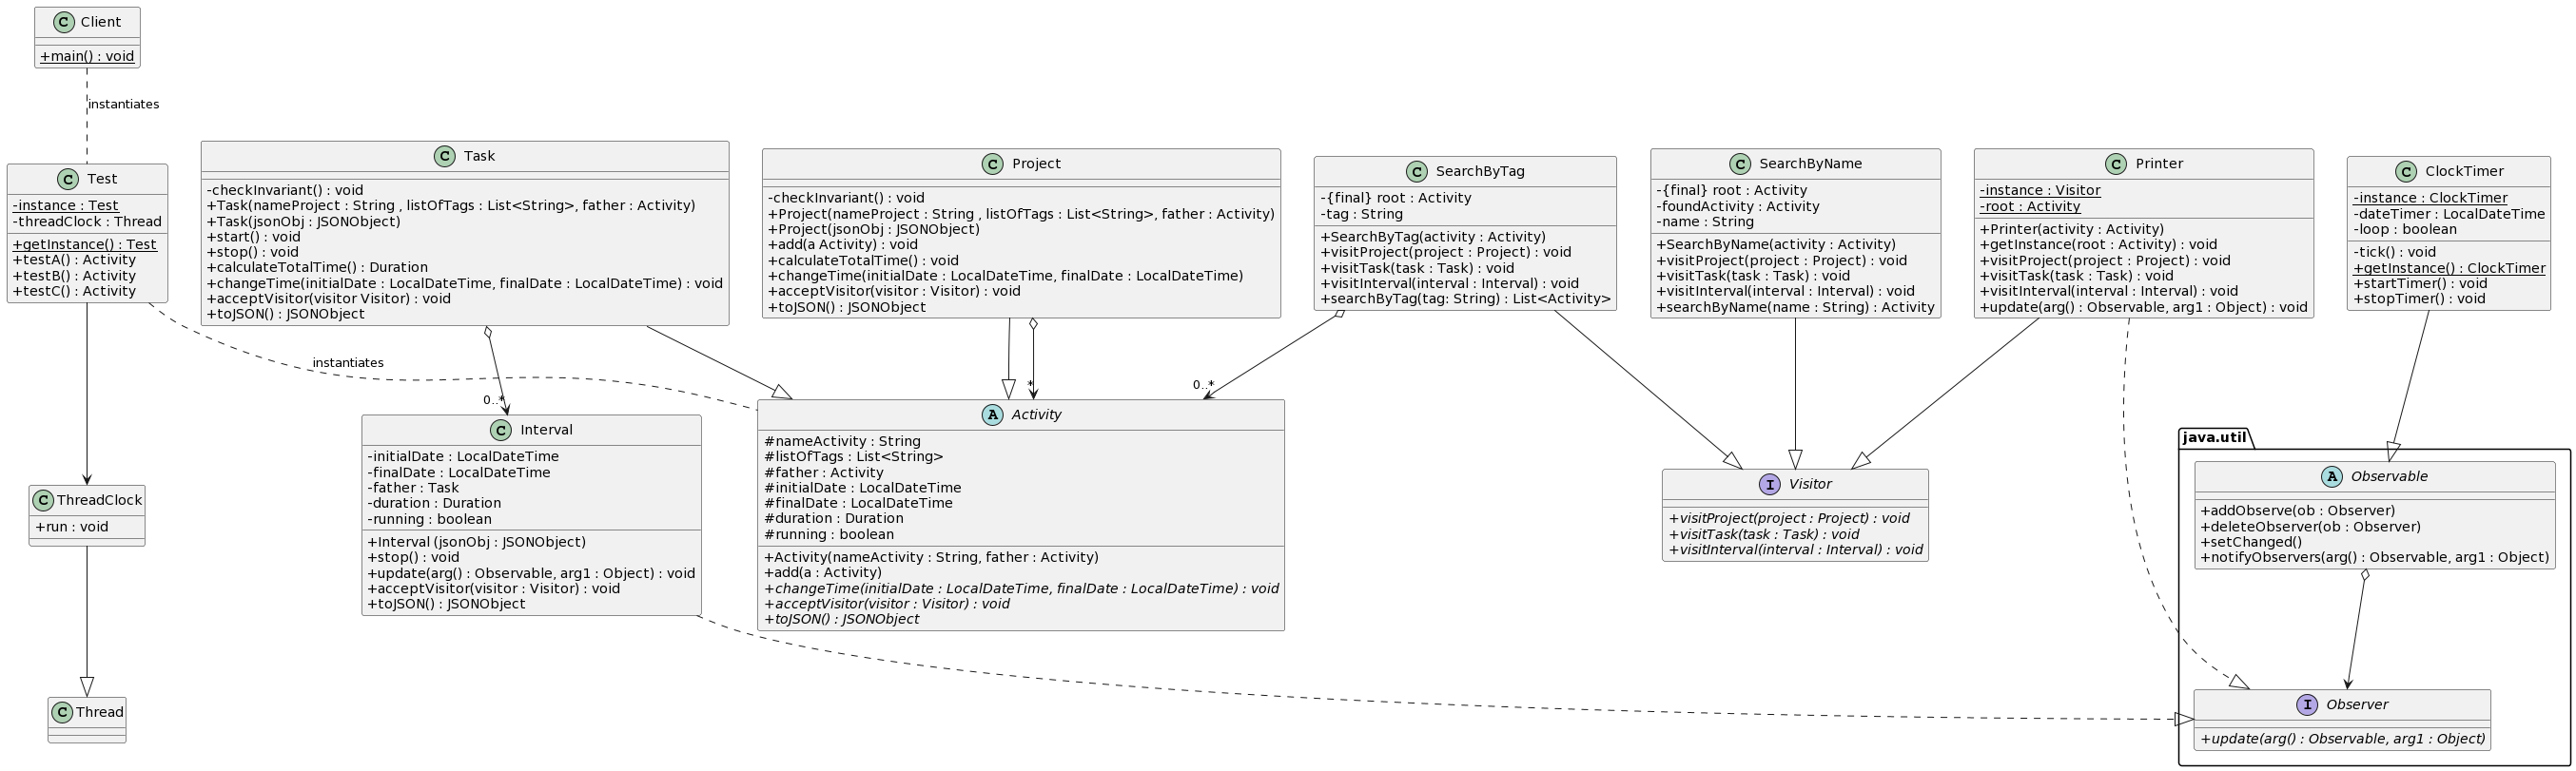 C Client
+main() : void
instantiates
C Test
-instance : Test
-threadClock : Thread
+getInstance() : Test
+testA() : Activity
+testB() : Activity
+testC() : Activity
C Task
-checkInvariant() : void
+Task(nameProject : String , listOfTags : List<String>, father : Activity)
+Task(jsonObj : JSONObject)
+start() : void
+stop() : void
+calculateTotalTime() : Duration
+changeTime(initialDate : LocalDateTime, finalDate : LocalDateTime) : void
+acceptVisitor(visitor Visitor) : void
+toJSON() : JSONObject
C Project
-checkInvariant() : void
+Project(nameProject : String , listOfTags : List<String>, father : Activity)
+Project(jsonObj : JSONObject)
+add(a Activity) : void
+calculateTotalTime() : void
+changeTime(initialDate : LocalDateTime, finalDate : LocalDateTime)
+acceptVisitor(visitor : Visitor) : void
+toJSON() : JSONObject
C SearchByTag
-{final} root : Activity
-tag : String
+SearchByTag(activity : Activity)
+visitProject(project : Project) : void
+visitTask(task : Task) : void
+visitInterval(interval : Interval) : void
+searchByTag(tag: String) : List<Activity>
C SearchByName
-{final} root : Activity
-foundActivity : Activity
-name : String
+SearchByName(activity : Activity)
+visitProject(project : Project) : void
+visitTask(task : Task) : void
+visitInterval(interval : Interval) : void
+searchByName(name : String) : Activity
C Printer
-instance : Visitor
-root : Activity
+Printer(activity : Activity)
+getInstance(root : Activity) : void
+visitProject(project : Project) : void
+visitTask(task : Task) : void
+visitInterval(interval : Interval) : void
+update(arg() : Observable, arg1 : Object) : void
C ClockTimer
-instance : ClockTimer
-dateTimer : LocalDateTime
-loop : boolean
-tick() : void
+getInstance() : ClockTimer
+startTimer() : void
+stopTimer() : void
instantiates
0..*
*
0..*
C Interval
-initialDate : LocalDateTime
-finalDate : LocalDateTime
-father : Task
-duration : Duration
-running : boolean
+Interval (jsonObj : JSONObject)
+stop() : void
+update(arg() : Observable, arg1 : Object) : void
+acceptVisitor(visitor : Visitor) : void
+toJSON() : JSONObject
A Activity
#nameActivity : String
#listOfTags : List<String>
#father : Activity
#initialDate : LocalDateTime
#finalDate : LocalDateTime
#duration : Duration
#running : boolean
+Activity(nameActivity : String, father : Activity)
+add(a : Activity)
+changeTime(initialDate : LocalDateTime, finalDate : LocalDateTime) : void
+acceptVisitor(visitor : Visitor) : void
+toJSON() : JSONObject
I Visitor
+visitProject(project : Project) : void
+visitTask(task : Task) : void
+visitInterval(interval : Interval) : void
java.util
A Observable
+addObserve(ob : Observer)
+deleteObserver(ob : Observer)
+setChanged()
+notifyObservers(arg() : Observable, arg1 : Object)
C ThreadClock
+run : void
C Thread
I Observer
+update(arg() : Observable, arg1 : Object)